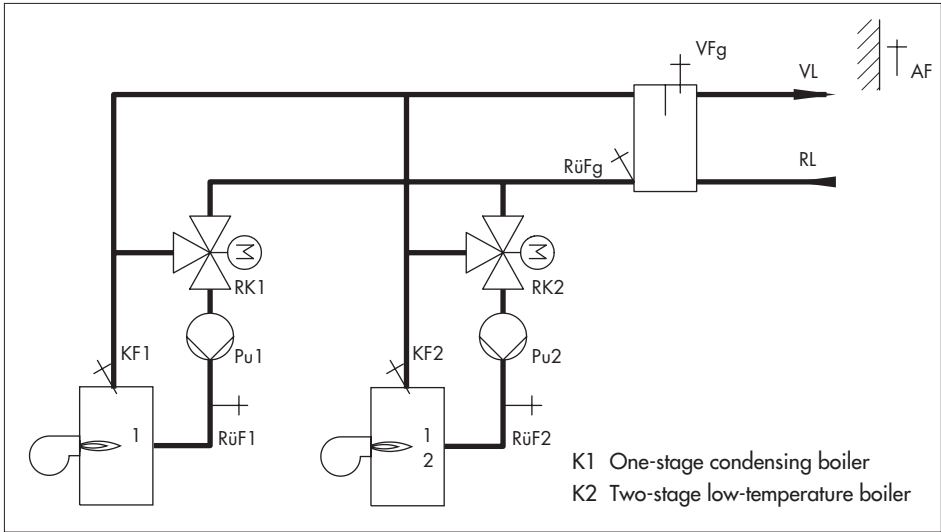 VFg
VL
AF
RüFg
RL
M
M
RK1
RK2
KF1
Pu1
KF2
Pu2
1
RüF1
1
2
RüF2
K1 One-stage condensing boiler
K2 Two-stage low-temperature boiler